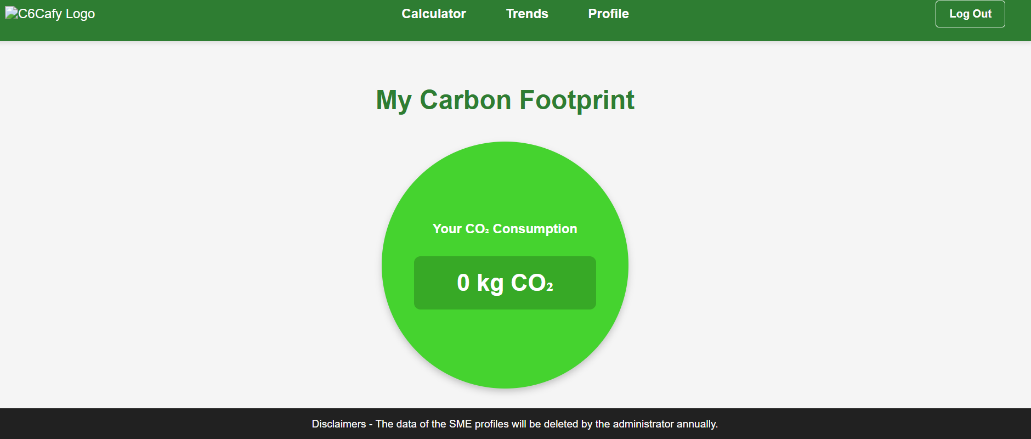 C6Cafy Logo
Calculator Trends Profile
Log Out
My Carbon Footprint
Your CO₂ Consumption
0 kg CO₂
Disclaimers - The data of the SME profiles will be deleted by the administrator annually.